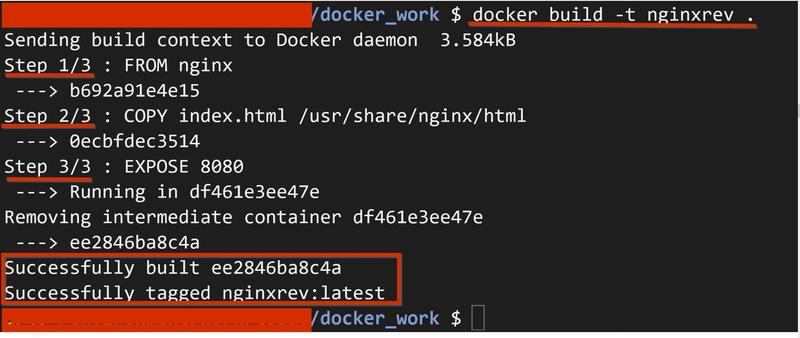 /docker_work $ docker build -t nginxrev .
Sending build context to Docker daemon  3.584kB
Step 1/3 : FROM nginx
 ---> b692a91e4e15
Step 2/3 : COPY index.html /usr/share/nginx/html
 ---> 0ecbfdec3514
Step 3/3 : EXPOSE 8080
 ---> Running in df461e3ee47e
Removing intermediate container df461e3ee47e
 ---> ee2846ba8c4a
Successfully built ee2846ba8c4a
Successfully tagged nginxrev:latest
/docker_work $